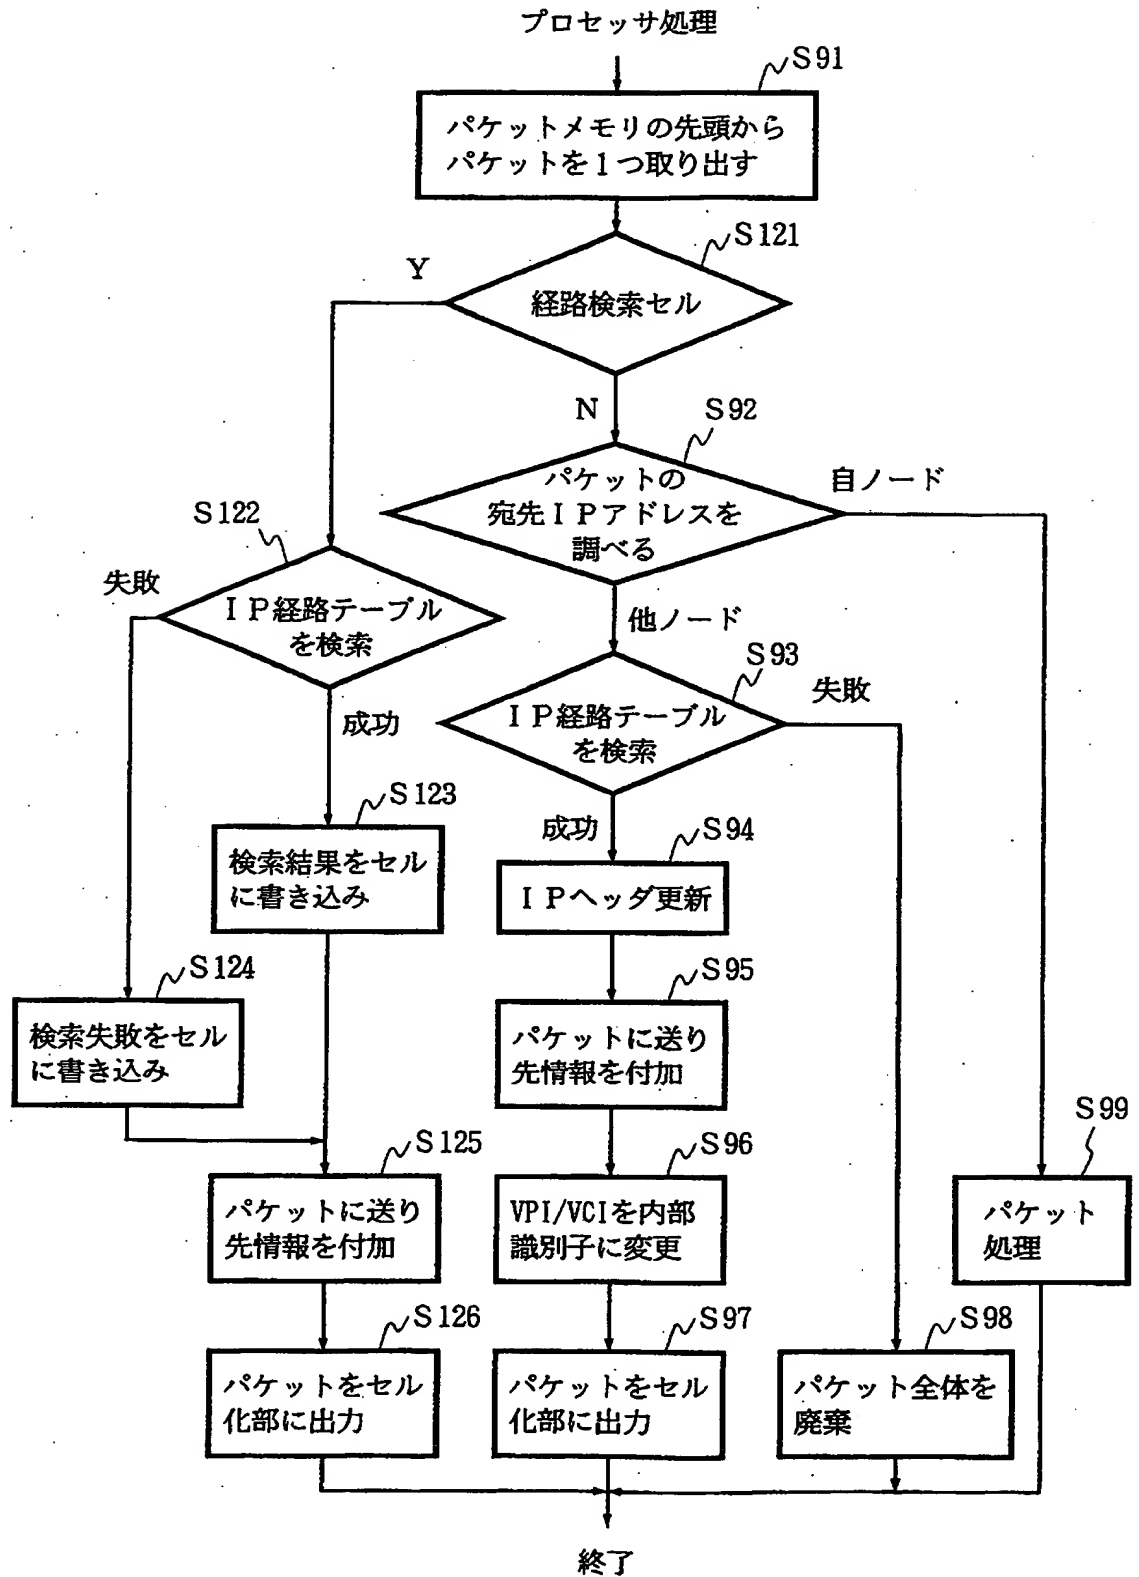 プロセッサ処理
S91
パケットメモリの先頭から
パケットを1つ取り出す
S121
Y
経路検索セル
N
S92
パケットの
宛先IPアドレスを
調べる
自ノード
S122
失敗
IP経路テーブル
を検索
他ノード
S93
失敗
IP経路テーブル
を検索
成功
S123
検索結果をセル
に書き込み
成功
S94
IPヘッダ更新
S124
検索失敗をセル
に書き込み
S95
パケットに送り
先情報を付加
S99
パケット
処理
S125
パケットに送り
先情報を付加
S96
VPI/VCIを内部
識別子に変更
S126
パケットをセル
化部に出力
S97
パケットをセル
化部に出力
S98
パケット全体を
廃棄
終了